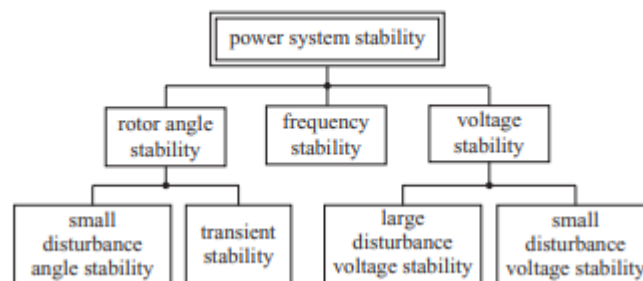 power system stability
rotor angle
stability
frequency
stability
voltage
stability
small
disturbance
angle stability
transient
stability
large
disturbance
voltage stability
small
disturbance
voltage stability